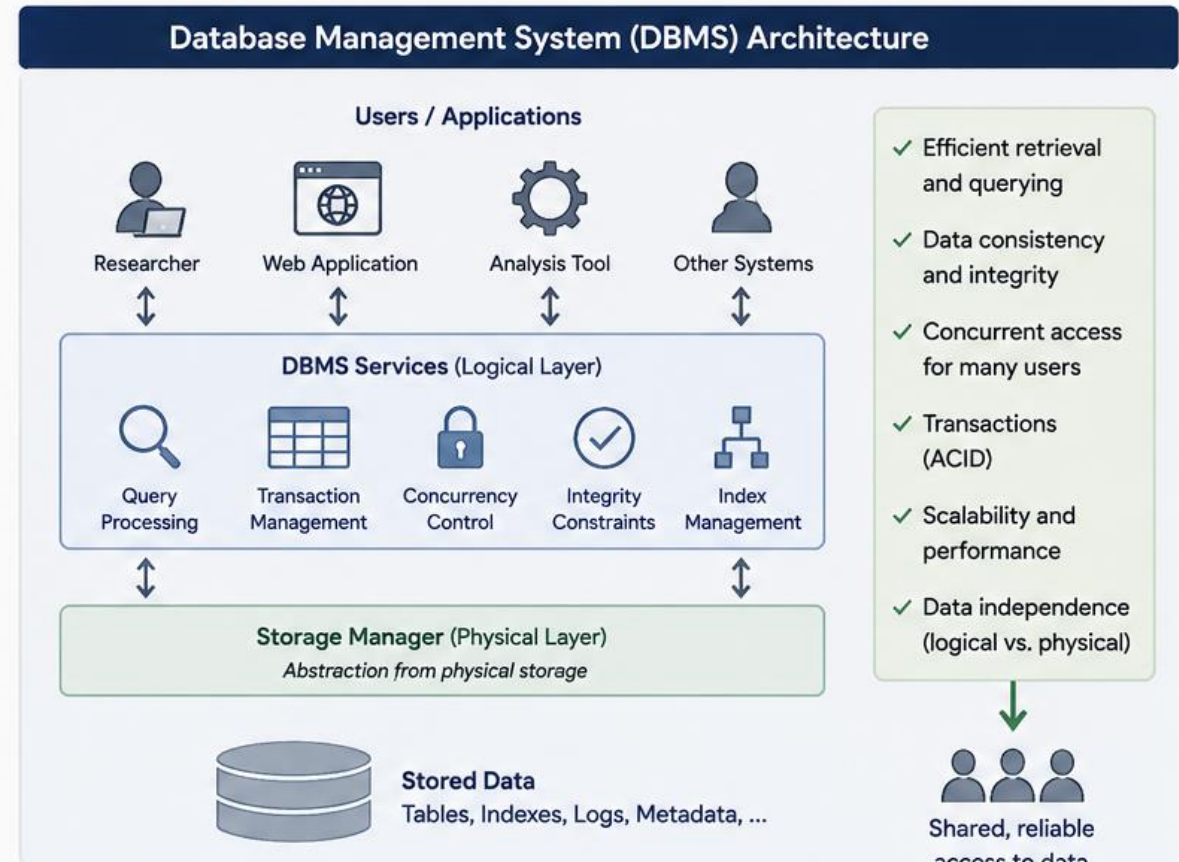 Database Management System (DBMS) Architecture
Users / Applications
Researcher
Web Application
Analysis Tool
Other Systems
DBMS Services (Logical Layer)
Query
Processing
Transaction
Management
Concurrency
Control
Integrity
Constraints
Index
Management
Storage Manager (Physical Layer)
Abstraction from physical storage
Stored Data
Tables, Indexes, Logs, Metadata, ...
Efficient retrieval
and querying
Data consistency
and integrity
Concurrent access
for many users
Transactions
(ACID)
Scalability and
performance
Data independence
(logical vs. physical)
Shared, reliable
access to data